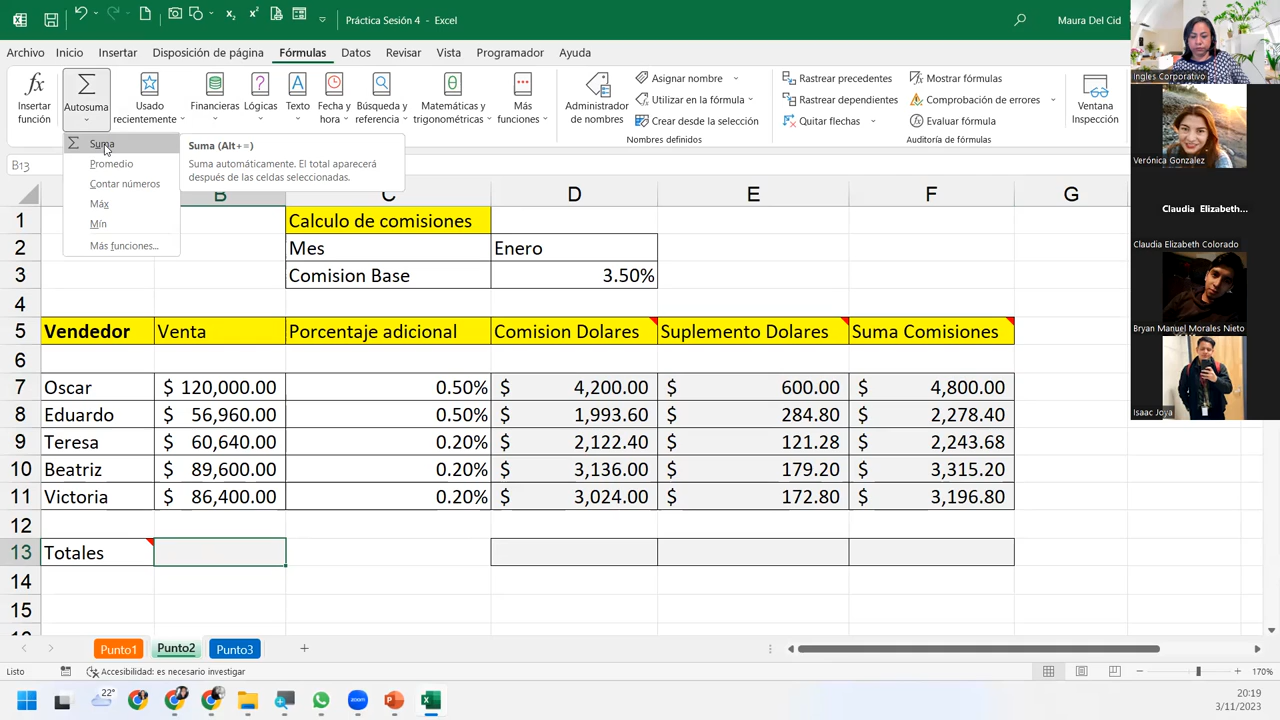 Práctica Sesión 4 - Excel
Maura Del Cid
Archivo Inicio Insertar Disposición de página Fórmulas Datos Revisar Vista Programador Ayuda
Insertar función
Autosuma
Usado recientemente
Financieras
Lógicas
Texto
Fecha y hora
Búsqueda y referencia
Matemáticas y trigonométricas
Más funciones
Administrador de nombres
Asignar nombre
Utilizar en la fórmula
Crear desde la selección
Nombres definidos
Rastrear precedentes
Rastrear dependientes
Quitar flechas
Mostrar fórmulas
Comprobación de errores
Evaluar fórmula
Auditoría de fórmulas
Ventana Inspección
Suma
Promedio
Contar números
Máx
Mín
Más funciones...
Suma (Alt+=)
Suma automáticamente. El total aparecerá
después de las celdas seleccionadas.
B13
B C D E F G
1 Calculo de comisiones
2 Mes Enero
3 Comision Base 3.50%
4
5 Vendedor Venta Porcentaje adicional Comision Dolares Suplemento Dolares Suma Comisiones
6
7 Oscar $ 120,000.00 0.50% $ 4,200.00 $ 600.00 $ 4,800.00
8 Eduardo $ 56,960.00 0.50% $ 1,993.60 $ 284.80 $ 2,278.40
9 Teresa $ 60,640.00 0.20% $ 2,122.40 $ 121.28 $ 2,243.68
10 Beatriz $ 89,600.00 0.20% $ 3,136.00 $ 179.20 $ 3,315.20
11 Victoria $ 86,400.00 0.20% $ 3,024.00 $ 172.80 $ 3,196.80
12
13 Totales
14
15
Punto1 Punto2 Punto3
Listo
Accesibilidad: es necesario investigar
170%
22°
20:19
3/11/2023
Ingles Corporativo
Verónica Gonzalez
Claudia Elizabeth...
Claudia Elizabeth Colorado
Bryan Manuel Morales Nieto
Isaac Joya